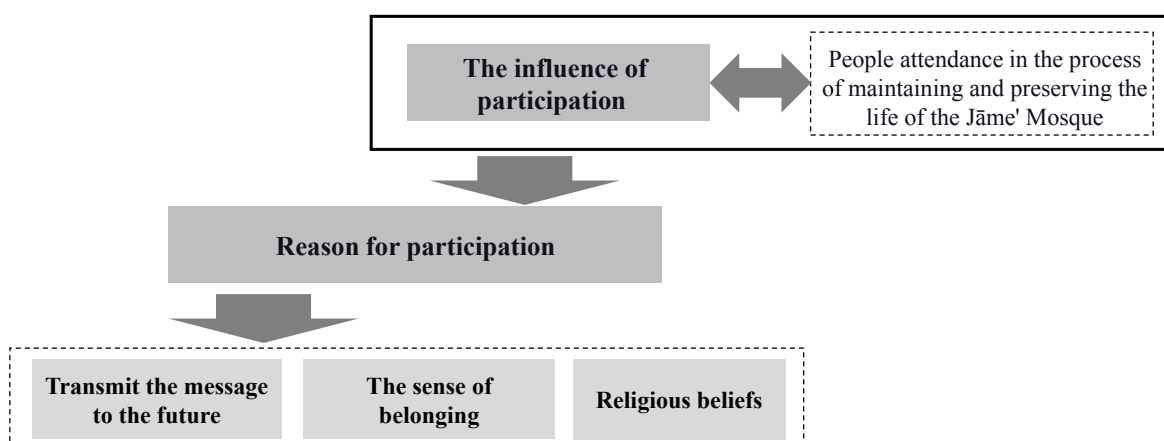 The influence of
participation
People attendance in the process
of maintaining and preserving the
life of the Jāme' Mosque
Reason for participation
Transmit the message
to the future
The sense of
belonging
Religious beliefs